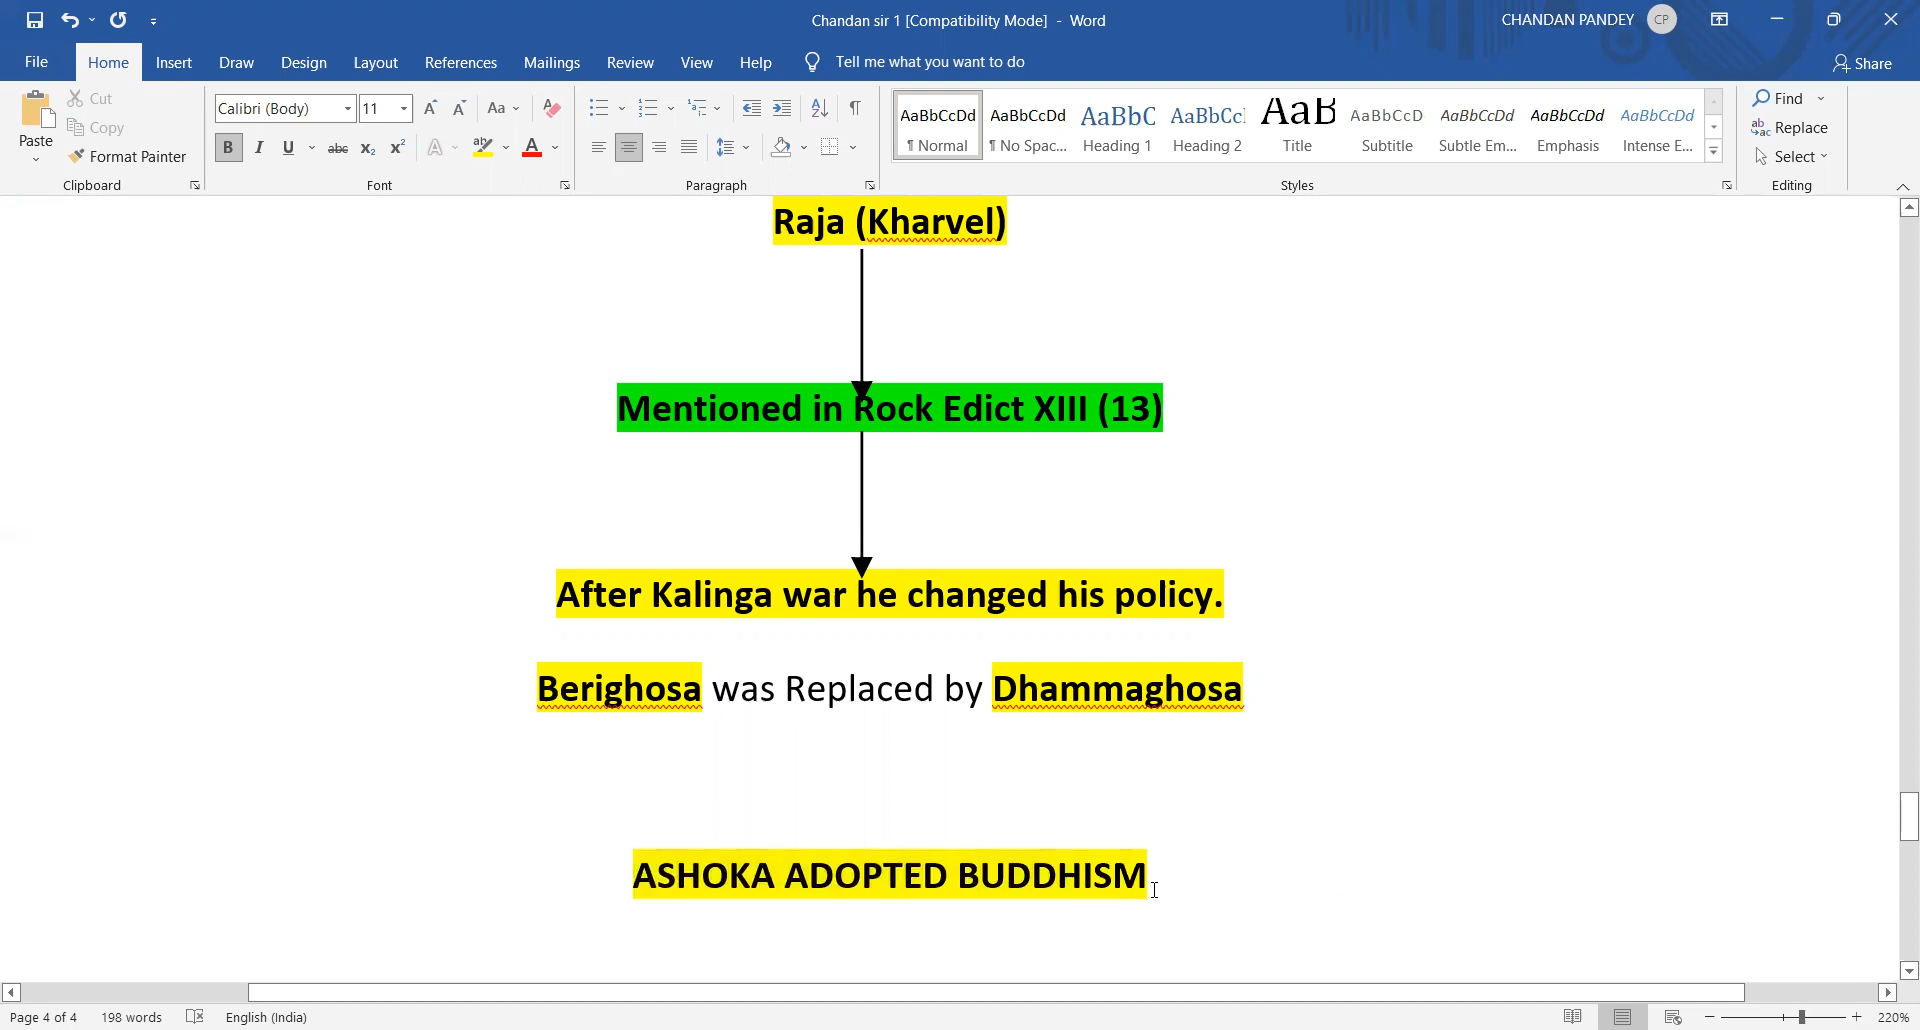 Chandan sir 1 [Compatibility Mode] - Word
CHANDAN PANDEY
CP
File
Home
Insert
Draw
Design
Layout
References
Mailings
Review
View
Help
Tell me what you want to do
Share
Paste
Cut
Copy
Format Painter
Clipboard
Calibri (Body)
11
Aa
B
I
U
abc
x₂
x²
A
ab
A
Font
Paragraph
AaBbCcDd
¶ Normal
AaBbCcDd
¶ No Spac...
AaBbC
Heading 1
AaBbCc
Heading 2
AaB
Title
AaBbCcD
Subtitle
AaBbCcDd
Subtle Em...
AaBbCcDd
Emphasis
AaBbCcDd
Intense E...
Styles
Find
Replace
Select
Editing
Raja (Kharvel)
Mentioned in Rock Edict XIII (13)
After Kalinga war he changed his policy.
Berighosa was Replaced by Dhammaghosa
ASHOKA ADOPTED BUDDHISM
Page 4 of 4
198 words
English (India)
220%